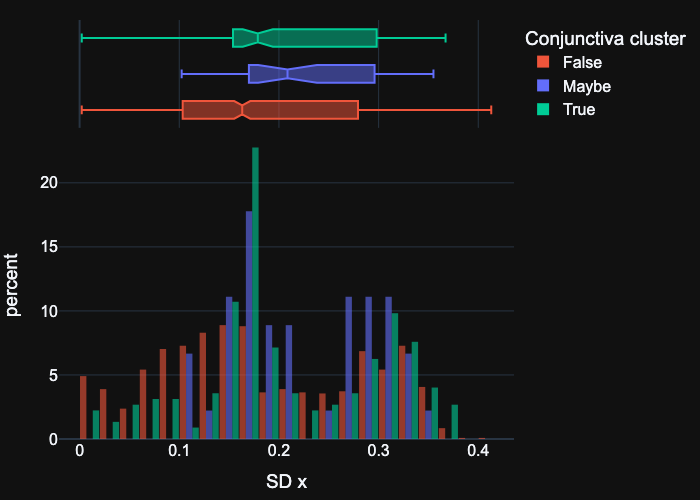 Conjunctiva cluster
False
Maybe
True
percent
20
15
10
5
0
0 0.1 0.2 0.3 0.4
SD x